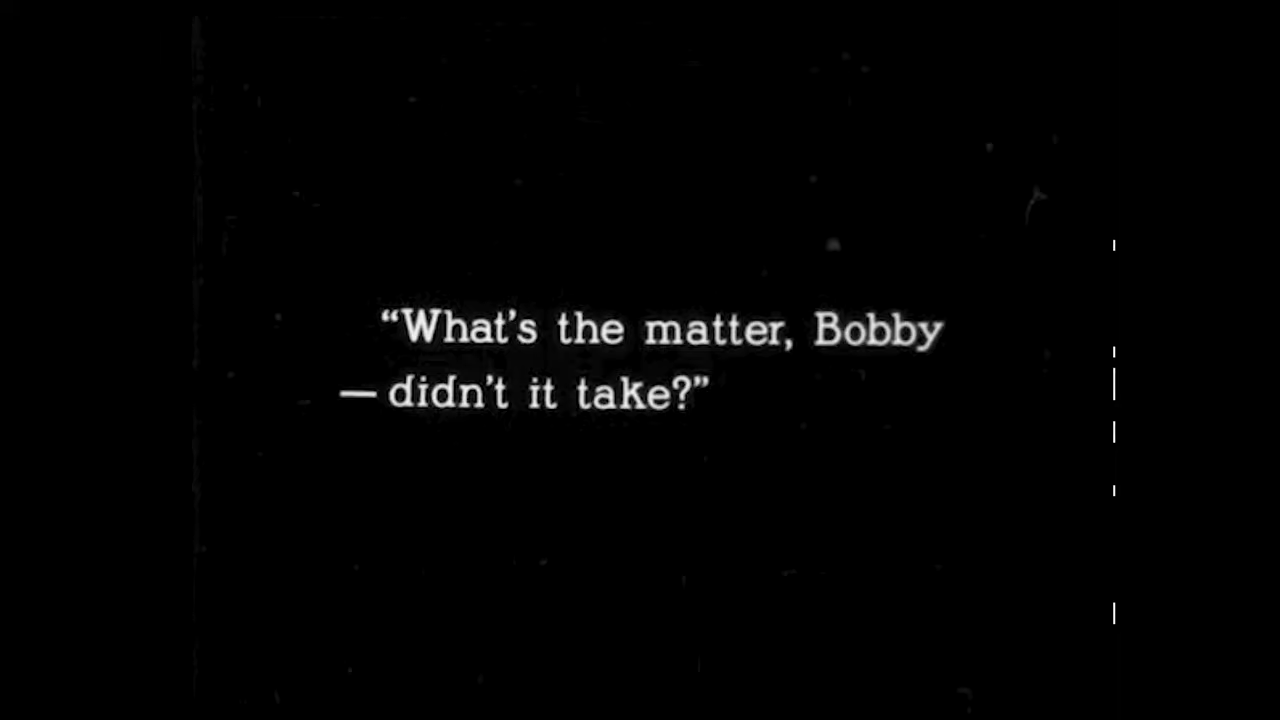 “What’s the matter, Bobby
— didn’t it take?”